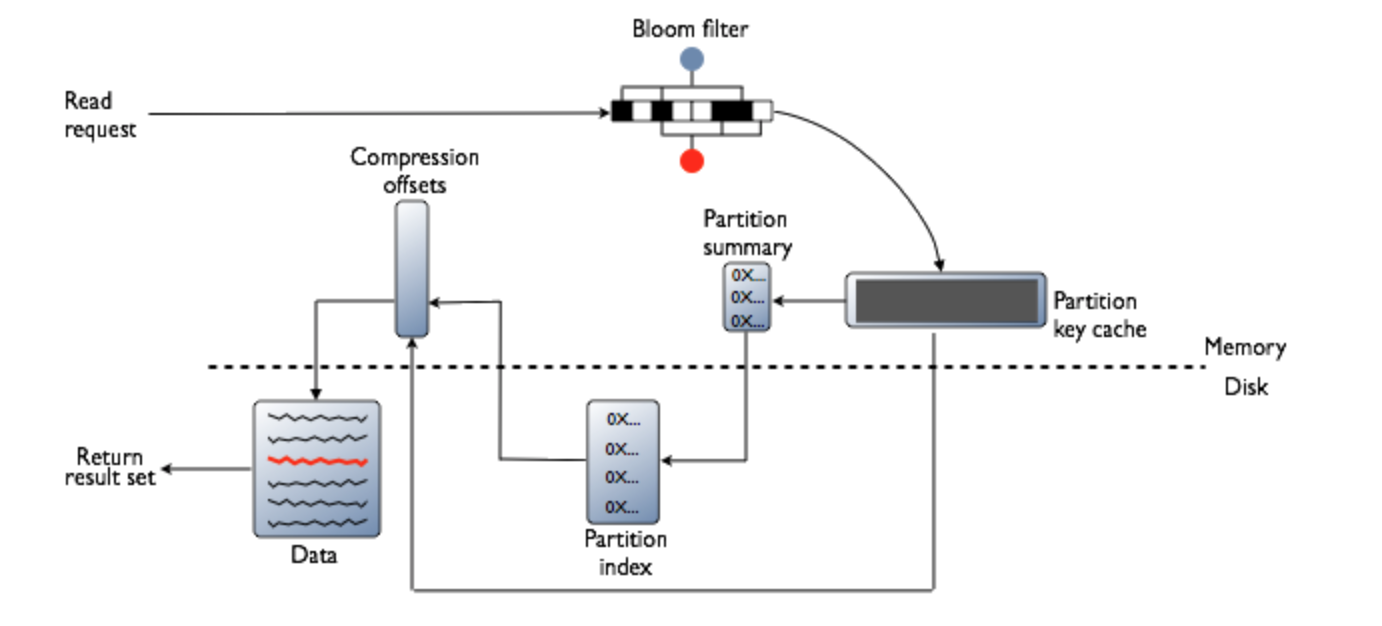 Bloom filter
Read
request
Compression
offsets
Partition
summary
0X...
0X...
0X...
Partition
key cache
Memory
Disk
0X...
0X...
0X...
0X...
Return
result set
Data
Partition
index